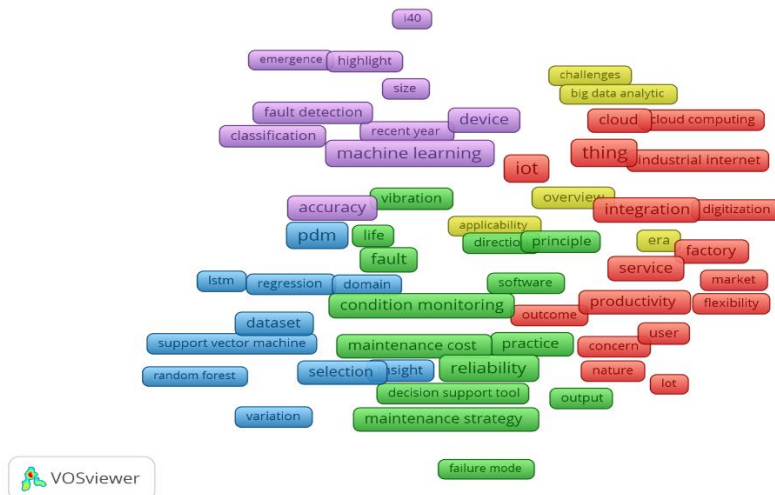 i40
emergence
highlight
challenges
size
big data analytic
fault detection
device
cloud
cloud computing
classification
recent year
machine learning
thing
industrial internet
iot
vibration
overview
accuracy
integration
digitization
applicability
pdm
life
direction
principle
era
factory
fault
service
lstm
regression
domain
software
market
condition monitoring
outcome
productivity
flexibility
dataset
support vector machine
maintenance cost
practice
concern
user
random forest
selection
insight
reliability
nature
lot
decision support tool
output
variation
maintenance strategy
failure mode
VOSviewer